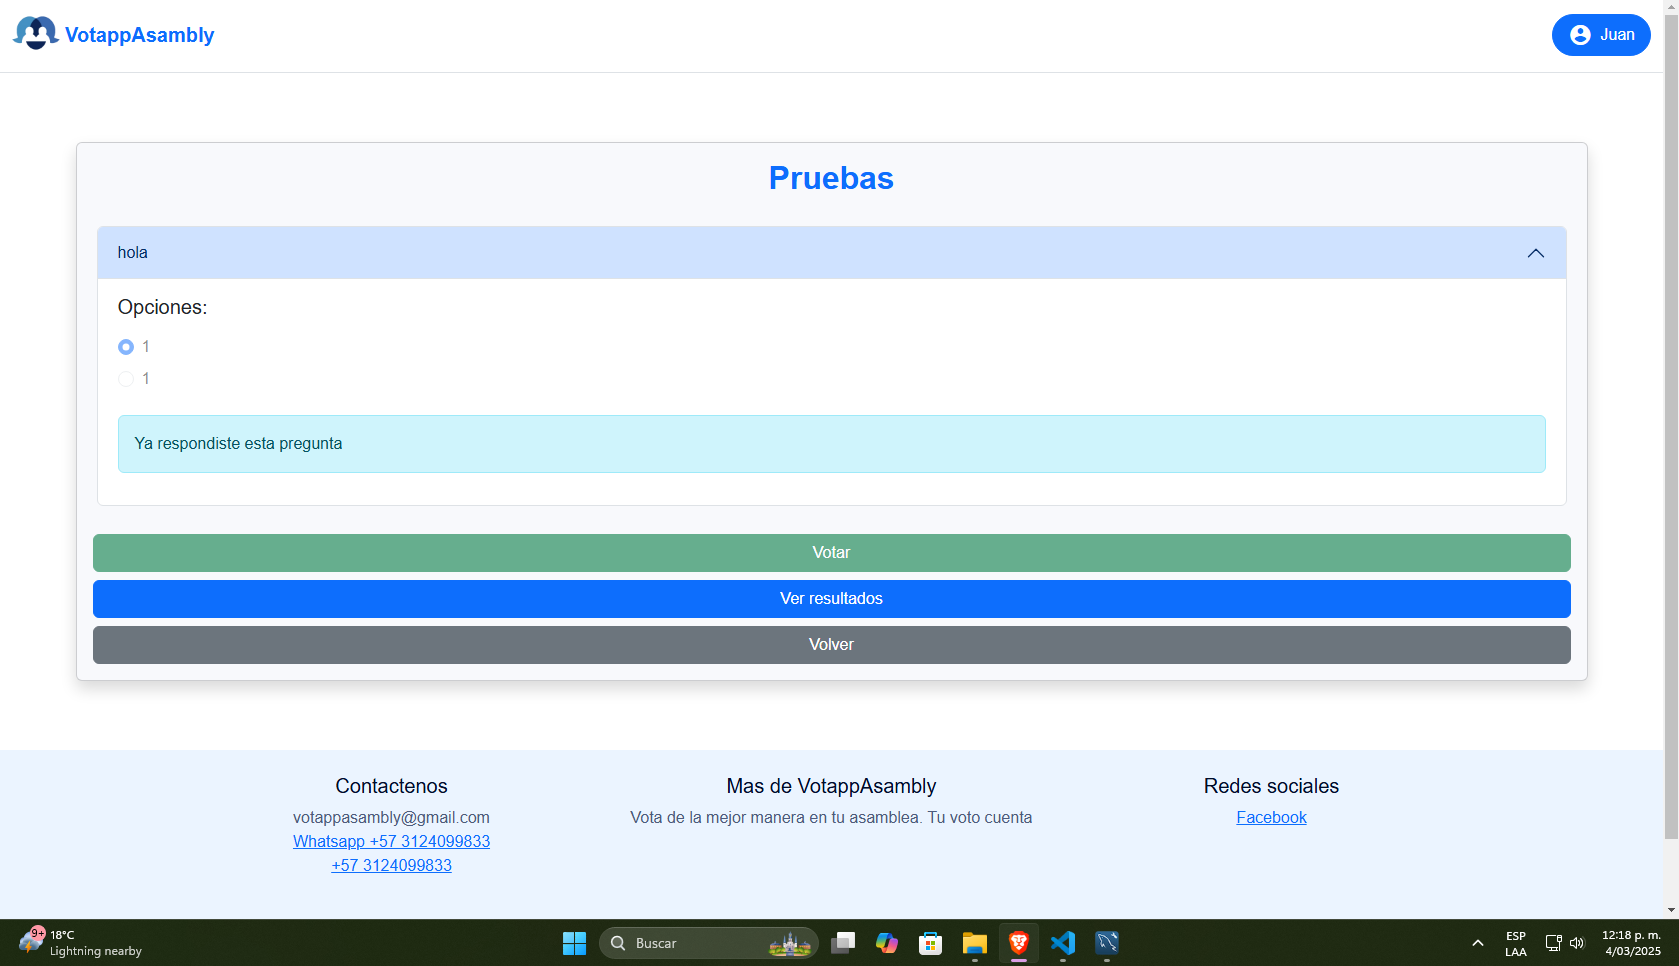 VotappAsambly
Juan
Pruebas
hola
Opciones:
1
1
Ya respondiste esta pregunta
Votar
Ver resultados
Volver
Contactenos
votappasambly@gmail.com
Whatsapp +57 3124099833
+57 3124099833
Mas de VotappAsambly
Vota de la mejor manera en tu asamblea. Tu voto cuenta
Redes sociales
Facebook
9+
18°C
Lightning nearby
Buscar
ESP
LAA
12:18 p. m.
4/03/2025